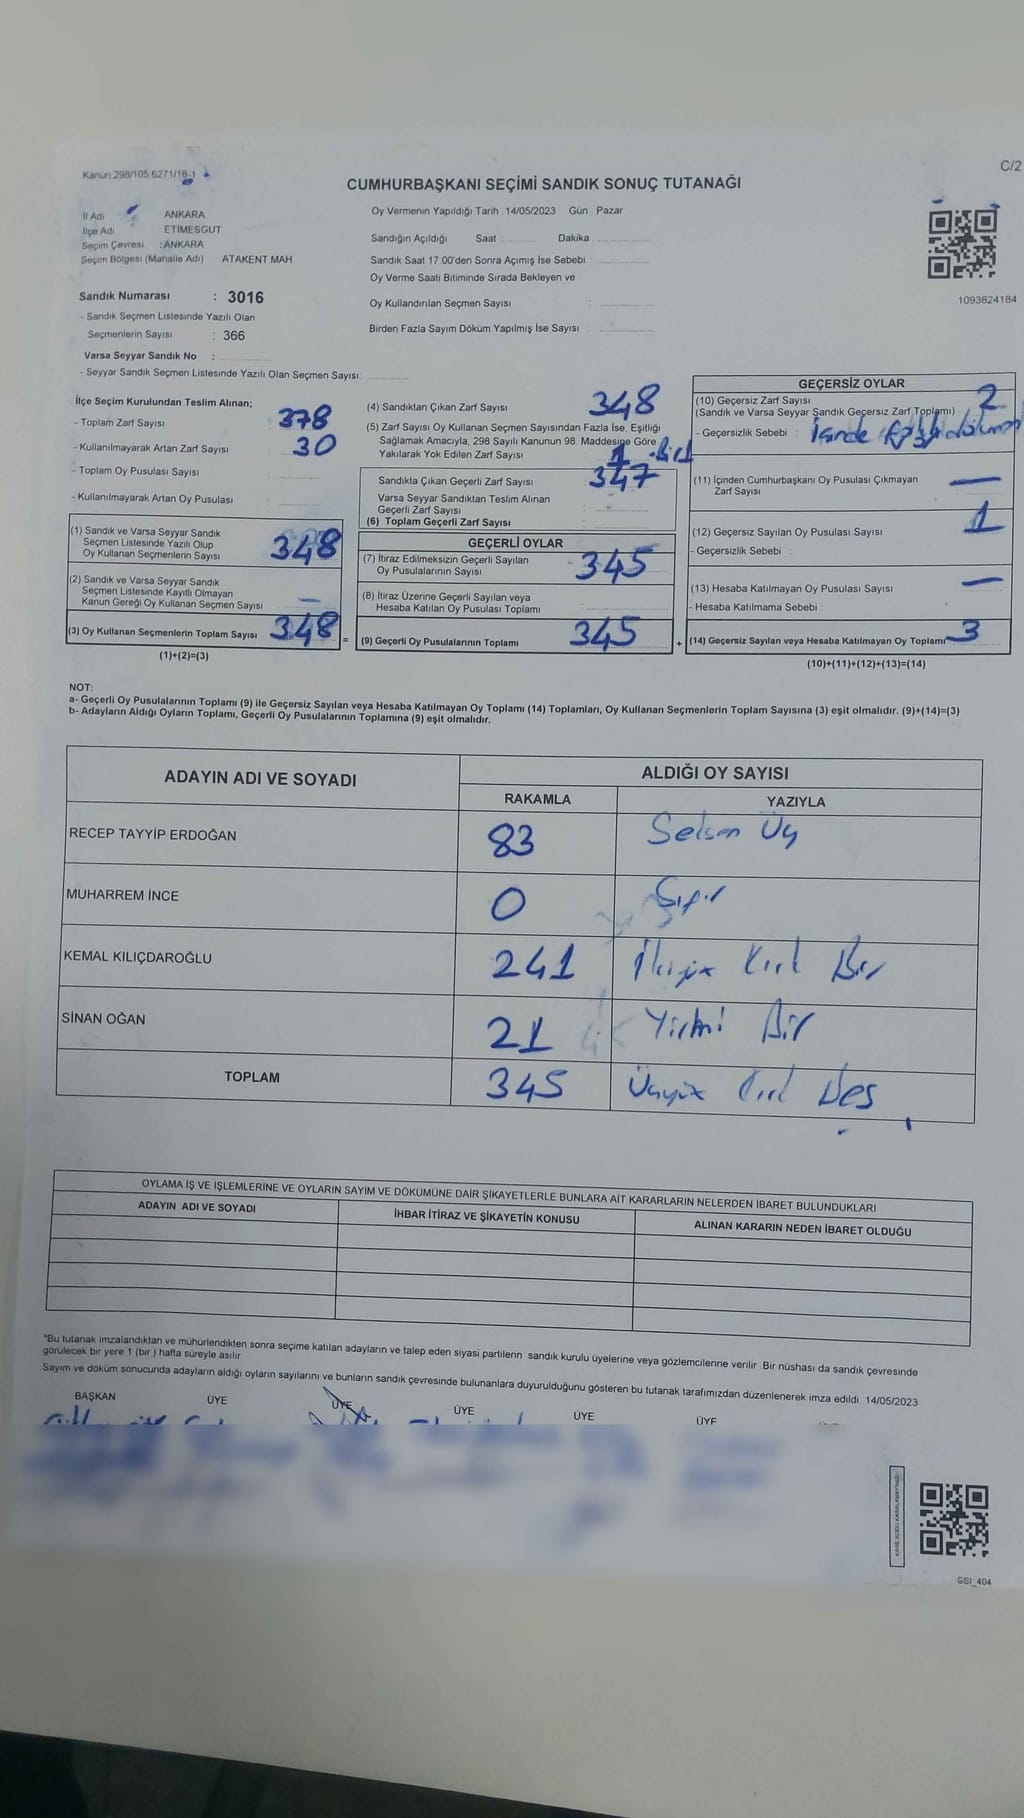 Kanun:298/105 6271/18-1
C/2
CUMHURBAŞKANI SEÇİMİ SANDIK SONUÇ TUTANAĞI
İl Adı ANKARA
İlçe Adı ETIMESGUT
Seçim Çevresi : ANKARA
Seçim Bölgesi (Mahalle Adı) ATAKENT MAH
Oy Vermenin Yapıldığı Tarih 14/05/2023 Gün Pazar
Sandığın Açıldığı Saat Dakika
Sandık Saat 17:00'den Sonra Açımış İse Sebebi :
Oy Verme Saati Bitiminde Sırada Bekleyen ve
Oy Kullandırılan Seçmen Sayısı :
Birden Fazla Sayım Döküm Yapılmış İse Sayısı :
1093824184
Sandık Numarası : 3016
- Sandık Seçmen Listesinde Yazılı Olan
Seçmenlerin Sayısı : 366
Varsa Seyyar Sandık No :
- Seyyar Sandık Seçmen Listesinde Yazılı Olan Seçmen Sayısı:
İlçe Seçim Kurulundan Teslim Alınan;
- Toplam Zarf Sayısı : 378
- Kullanılmayarak Artan Zarf Sayısı : 30
- Toplam Oy Pusulası Sayısı :
- Kullanılmayarak Artan Oy Pusulası :
(1) Sandık ve Varsa Seyyar Sandık
Seçmen Listesinde Yazılı Olup
Oy Kullanan Seçmenlerin Sayısı : 348
(2) Sandık ve Varsa Seyyar Sandık
Seçmen Listesinde Kayıtlı Olmayan
Kanun Gereği Oy Kullanan Seçmen Sayısı : —
(3) Oy Kullanan Seçmenlerin Toplam Sayısı : 348 =
(1)+(2)=(3)
(4) Sandıktan Çıkan Zarf Sayısı : 348
(5) Zarf Sayısı Oy Kullanan Seçmen Sayısından Fazla İse, Eşitliği
Sağlamak Amacıyla; 298 Sayılı Kanunun 98. Maddesine Göre
Yakılarak Yok Edilen Zarf Sayısı : 1
Sandıkta Çıkan Geçerli Zarf Sayısı : 347
Varsa Seyyar Sandıktan Teslim Alınan
Geçerli Zarf Sayısı :
(6) Toplam Geçerli Zarf Sayısı :
GEÇERLİ OYLAR
(7) İtiraz Edilmeksizin Geçerli Sayılan
Oy Pusulalarının Sayısı : 345
(8) İtiraz Üzerine Geçerli Sayılan veya
Hesaba Katılan Oy Pusulası Toplamı :
(9) Geçerli Oy Pusulalarının Toplamı : 345 +
GEÇERSİZ OYLAR
(10) Geçersiz Zarf Sayısı
(Sandık ve Varsa Seyyar Sandık Geçersiz Zarf Toplamı) : 2
- Geçersizlik Sebebi :
(11) İçinden Cumhurbaşkanı Oy Pusulası Çıkmayan
Zarf Sayısı —
(12) Geçersiz Sayılan Oy Pusulası Sayısı 1
- Geçersizlik Sebebi :
(13) Hesaba Katılmayan Oy Pusulası Sayısı —
- Hesaba Katılmama Sebebi :
(14) Geçersiz Sayılan veya Hesaba Katılmayan Oy Toplamı 3
(10)+(11)+(12)+(13)=(14)
NOT:
a- Geçerli Oy Pusulalarının Toplamı (9) ile Geçersiz Sayılan veya Hesaba Katılmayan Oy Toplamı (14) Toplamları, Oy Kullanan Seçmenlerin Toplam Sayısına (3) eşit olmalıdır. (9)+(14)=(3)
b- Adayların Aldığı Oyların Toplamı, Geçerli Oy Pusulalarının Toplamına (9) eşit olmalıdır.
ADAYIN ADI VE SOYADI
ALDIĞI OY SAYISI
RAKAMLA YAZIYLA
RECEP TAYYİP ERDOĞAN 83 Seksen Üç
MUHARREM İNCE 0 Sıfır
KEMAL KILIÇDAROĞLU 241 İkiyüz Kırk Bir
SİNAN OĞAN 21 Yirmi Bir
TOPLAM 345 Üçyüz Kırk Beş
OYLAMA İŞ VE İŞLEMLERİNE VE OYLARIN SAYIM VE DÖKÜMÜNE DAİR ŞİKAYETLERLE BUNLARA AİT KARARLARIN NELERDEN İBARET BULUNDUKLARI
ADAYIN ADI VE SOYADI İHBAR İTİRAZ VE ŞİKAYETİN KONUSU ALINAN KARARIN NEDEN İBARET OLDUĞU
*Bu tutanak imzalandıktan ve mühürlendikten sonra seçime katılan adayların ve talep eden siyasi partilerin sandık kurulu üyelerine veya gözlemcilerine verilir. Bir nüshası da sandık çevresinde
görülecek bir yere 1 (bir) hafta süreyle asılır.
Sayım ve döküm sonucunda adayların aldığı oyların sayılarını ve bunların sandık çevresinde bulunanlara duyurulduğunu gösteren bu tutanak tarafımızdan düzenlenerek imza edildi. 14/05/2023
BAŞKAN ÜYE ÜYE ÜYE ÜYE ÜYE
SBI_404